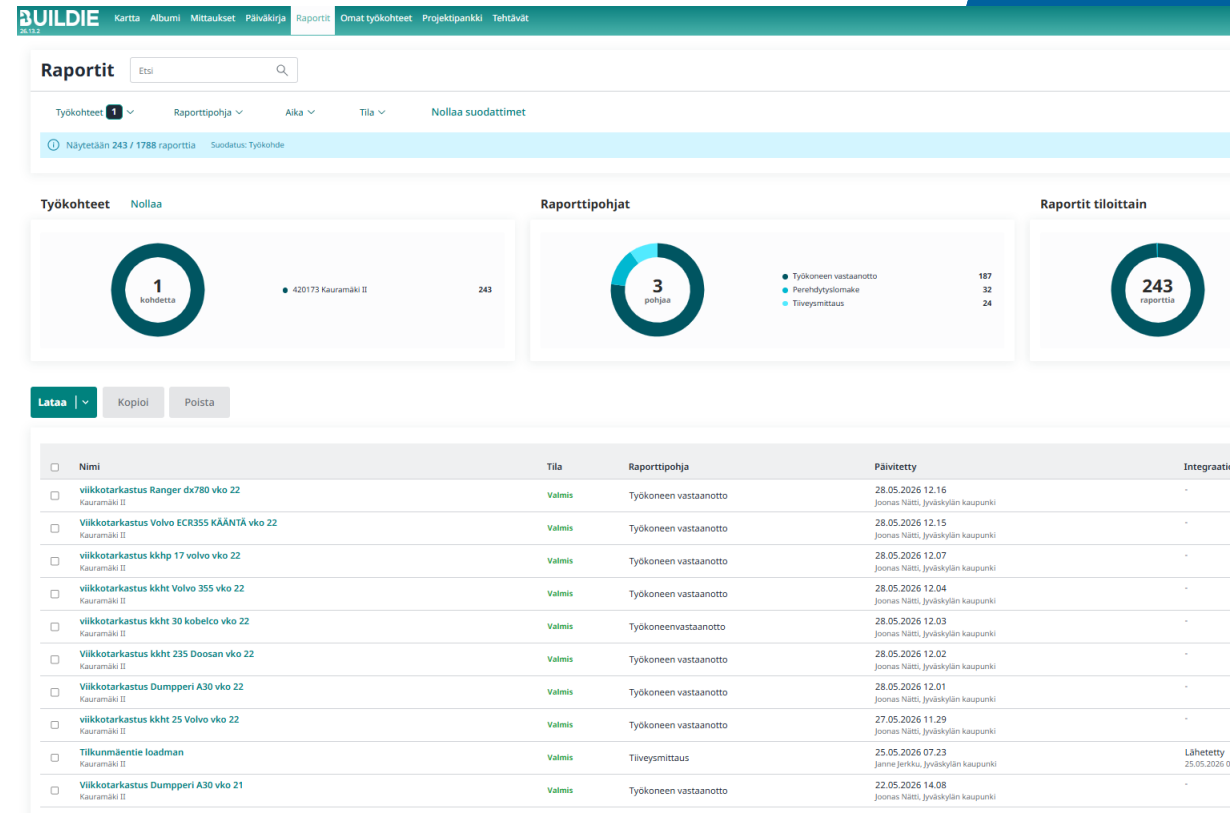 BUILDIE Kartta Albumi Mittaukset Päiväkirja Raportit Omat työkohteet Projektipankki Tehtävät
26.13.2
Raportit Etsi
Työkohteet 1 Raporttipohja Aika Tila Nollaa suodattimet
Näytetään 243 / 1788 raporttia Suodatus: Työkohde
Työkohteet Nollaa Raporttipohjat Raportit tiloittain
1 kohdetta
420173 Kauramäki II 243
3 pohjaa
Työkoneen vastaanotto 187
Perehdytyslomake 32
Tiiveysmittaus 24
243 raporttia
Lataa Kopioi Poista
Nimi Tila Raporttipohja Päivitetty Integraatio
viikkotarkastus Ranger dx780 vko 22 Valmis Työkoneen vastaanotto 28.05.2026 12.16 -
Kauramäki II Joonas Nätti, Jyväskylän kaupunki
Viikkotarkastus Volvo ECR355 KÄÄNTÄ vko 22 Valmis Työkoneen vastaanotto 28.05.2026 12.15 -
Kauramäki II Joonas Nätti, Jyväskylän kaupunki
viikkotarkastus kkhp 17 volvo vko 22 Valmis Työkoneen vastaanotto 28.05.2026 12.07 -
Kauramäki II Joonas Nätti, Jyväskylän kaupunki
viikkotarkastus kkht Volvo 355 vko 22 Valmis Työkoneen vastaanotto 28.05.2026 12.04 -
Kauramäki II Joonas Nätti, Jyväskylän kaupunki
viikkotarkastus kkht 30 kobelco vko 22 Valmis Työkoneenvastaanotto 28.05.2026 12.03 -
Kauramäki II Joonas Nätti, Jyväskylän kaupunki
Viikkotarkastus kkht 235 Doosan vko 22 Valmis Työkoneen vastaanotto 28.05.2026 12.02 -
Kauramäki II Joonas Nätti, Jyväskylän kaupunki
Viikkotarkastus Dumpperi A30 vko 22 Valmis Työkoneen vastaanotto 28.05.2026 12.01 -
Kauramäki II Joonas Nätti, Jyväskylän kaupunki
viikkotarkastus kkht 25 Volvo vko 22 Valmis Työkoneen vastaanotto 27.05.2026 11.29 -
Kauramäki II Joonas Nätti, Jyväskylän kaupunki
Tilkunmäentie loadman Valmis Tiiveysmittaus 25.05.2026 07.23 Lähetetty
Kauramäki II Janne Jerkku, Jyväskylän kaupunki 25.05.2026 0
Viikkotarkastus Dumpperi A30 vko 21 Valmis Työkoneen vastaanotto 22.05.2026 14.08 -
Kauramäki II Joonas Nätti, Jyväskylän kaupunki